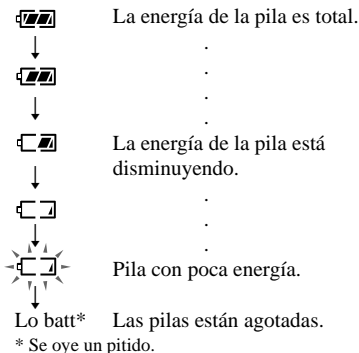 La energía de la pila es total.
.
.
.
.
La energía de la pila está
disminuyendo.
.
.
.
Pila con poca energía.
Lo batt* Las pilas están agotadas.
* Se oye un pitido.